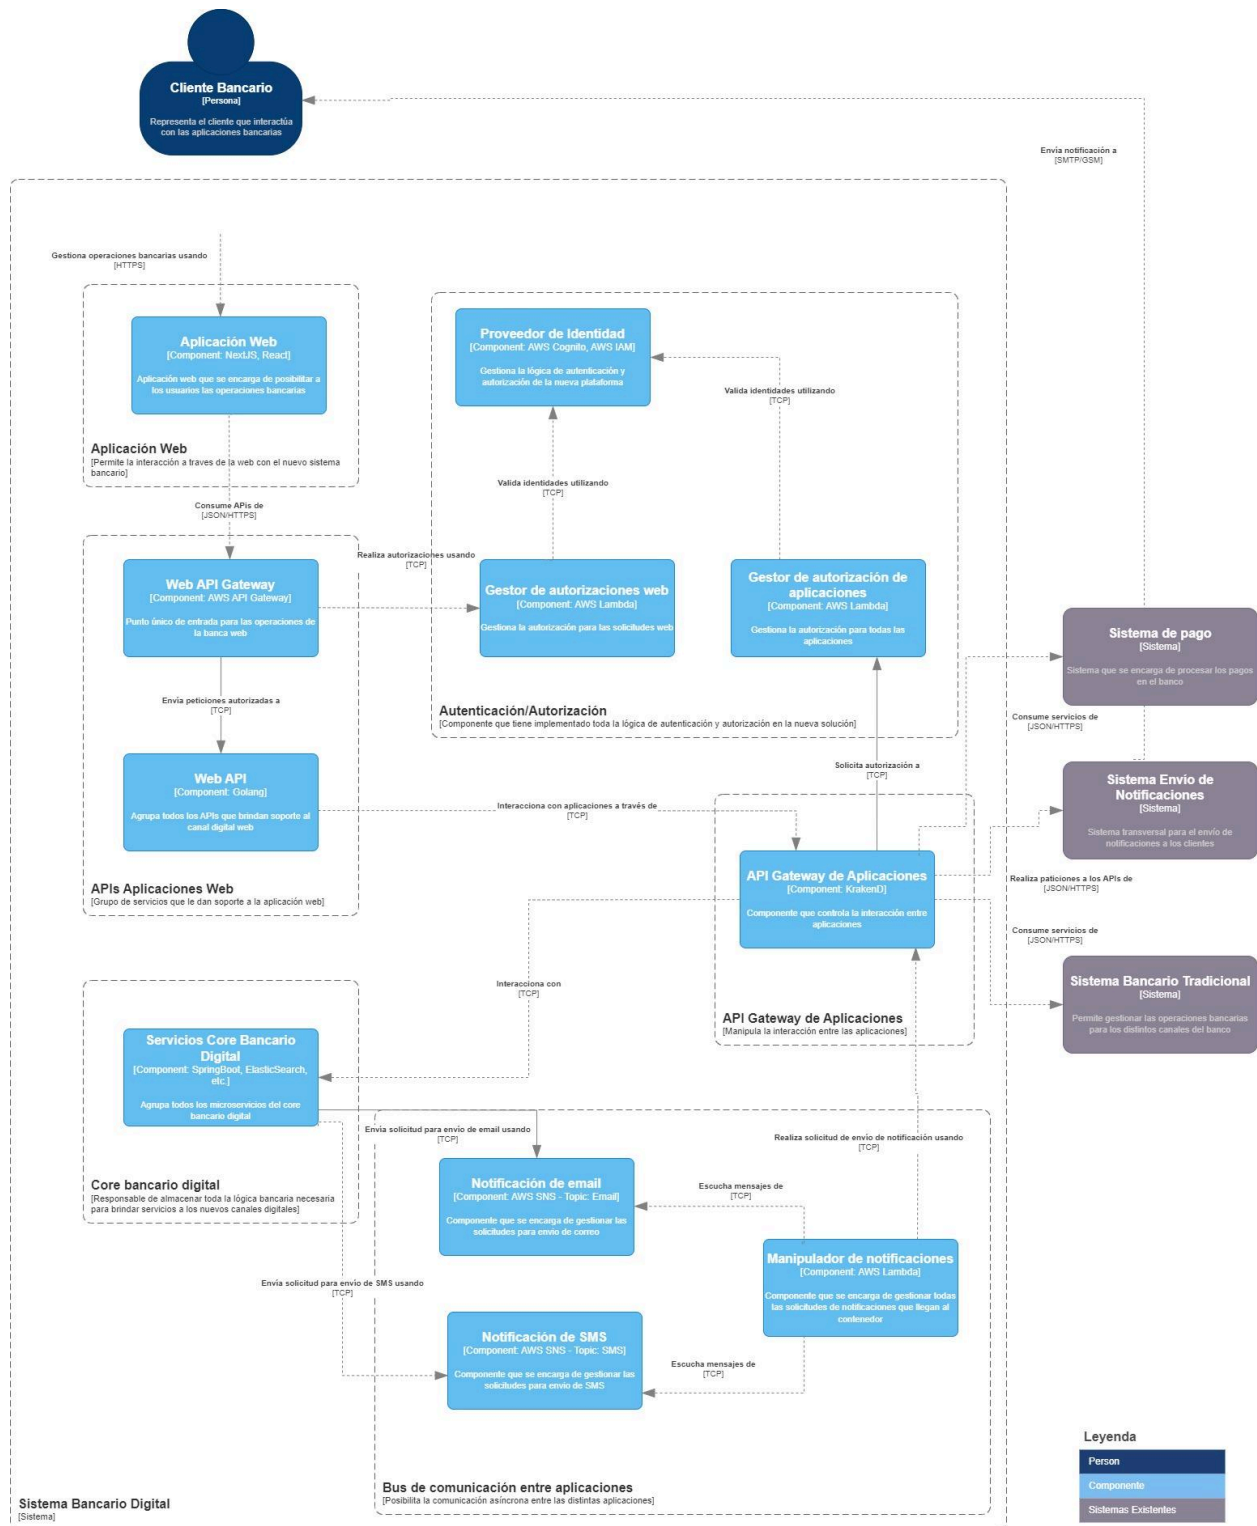 Cliente Bancario
[Persona]
Representa el cliente que interactúa
con las aplicaciones bancarias
Envía notificación a
[SMTP/GSM]
Gestiona operaciones bancarias usando
[HTTPS]
Aplicación Web
[Component: NextJS, React]
Aplicación web que se encarga de posibilitar a
los usuarios las operaciones bancarias
Aplicación Web
[Permite la interacción a traves de la web con el nuevo sistema
bancario]
Proveedor de Identidad
[Component: AWS Cognito, AWS IAM]
Gestiona la lógica de autenticación y
autorización de la nueva plataforma
Valida identidades utilizando
[TCP]
Valida identidades utilizando
[TCP]
Consume APIs de
[JSON/HTTPS]
Realiza autorizaciones usando
[TCP]
Web API Gateway
[Component: AWS API Gateway]
Punto único de entrada para las operaciones de
la banca web
Gestor de autorizaciones web
[Component: AWS Lambda]
Gestiona la autorización para las solicitudes web
Gestor de autorización de
aplicaciones
[Component: AWS Lambda]
Gestiona la autorización para todas las
aplicaciones
Autenticación/Autorización
[Componente que tiene implementado toda la lógica de autenticación y autorización en la nueva solución]
Sistema de pago
[Sistema]
Sistema que se encarga de procesar los pagos
en el banco
Envía peticiones autorizadas a
[TCP]
Consume servicios de
[JSON/HTTPS]
Solicita autorización a
[TCP]
Web API
[Component: Golang]
Agrupa todos los APIs que brindan soporte al
canal digital web
APIs Aplicaciones Web
[Grupo de servicios que le dan soporte a la aplicación web]
Interacciona con aplicaciones a través de
[TCP]
Sistema Envío de
Notificaciones
[Sistema]
Sistema transversal para el envío de
notificaciones a los clientes
API Gateway de Aplicaciones
[Component: KrakenD]
Componente que controla la interacción entre
aplicaciones
API Gateway de Aplicaciones
[Manipula la interacción entre las aplicaciones]
Realiza paticiones a los APIs de
[JSON/HTTPS]
Consume servicios de
[JSON/HTTPS]
Sistema Bancario Tradicional
[Sistema]
Permite gestionar las operaciones bancarias
para los distintos canales del banco
Interacciona con
[TCP]
Servicios Core Bancario
Digital
[Component: SpringBoot, ElasticSearch,
etc.]
Agrupa todos los microservicios del core
bancario digital
Core bancario digital
[Responsable de almacenar toda la lógica bancaria necesaria
para brindar servicios a los nuevos canales digitales]
Envía solicitud para envío de email usando
[TCP]
Realiza solicitud de envío de notificación usando
[TCP]
Notificación de email
[Component: AWS SNS - Topic: Email]
Componente que se encarga de gestionar las
solicitudes para envío de correo
Escucha mensajes de
[TCP]
Manipulador de notificaciones
[Component: AWS Lambda]
Componente que se encarga de gestionar todas
las solicitudes de notificaciones que llegan al
contenedor
Envía solicitud para envío de SMS usando
[TCP]
Notificación de SMS
[Component: AWS SNS - Topic: SMS]
Componente que se encarga de gestionar las
solicitudes para envío de SMS
Escucha mensajes de
[TCP]
Bus de comunicación entre aplicaciones
[Posibilita la comunicación asíncrona entre las distintas aplicaciones]
Sistema Bancario Digital
[Sistema]
Leyenda
Person
Componente
Sistemas Existentes